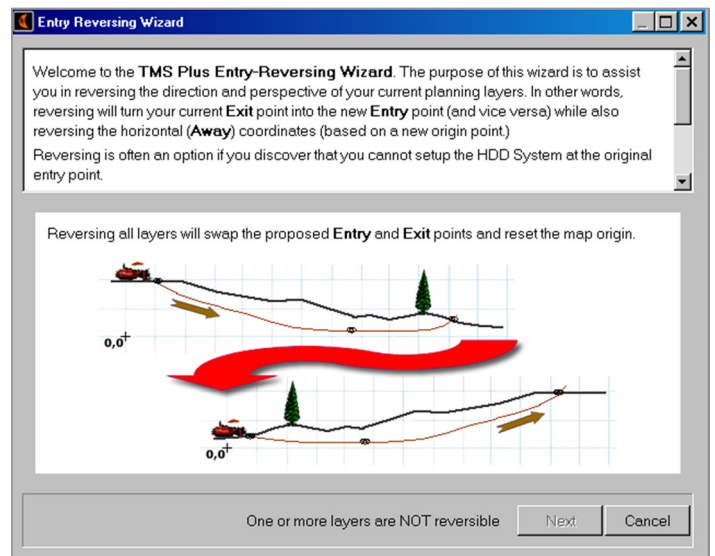 Entry Reversing Wizard
Welcome to the TMS Plus Entry-Reversing Wizard. The purpose of this wizard is to assist
you in reversing the direction and perspective of your current planning layers. In other words,
reversing will turn your current Exit point into the new Entry point (and vice versa) while also
reversing the horizontal (Away) coordinates (based on a new origin point.)
Reversing is often an option if you discover that you cannot setup the HDD System at the original
entry point.
Reversing all layers will swap the proposed Entry and Exit points and reset the map origin.
0,0
0,0
One or more layers are NOT reversible
Next
Cancel